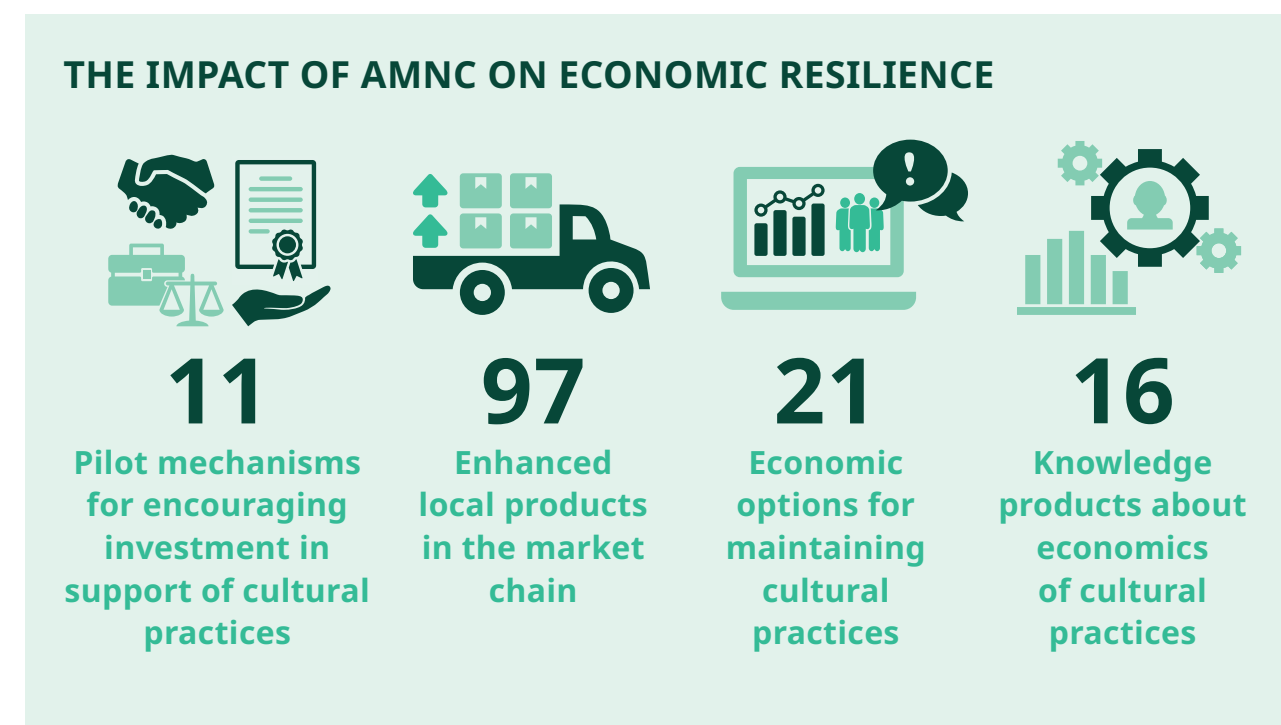 THE IMPACT OF AMNC ON ECONOMIC RESILIENCE
11
Pilot mechanisms
for encouraging
investment in
support of cultural
practices
97
Enhanced
local products
in the market
chain
21
Economic
options for
maintaining
cultural
practices
16
Knowledge
products about
economics
of cultural
practices